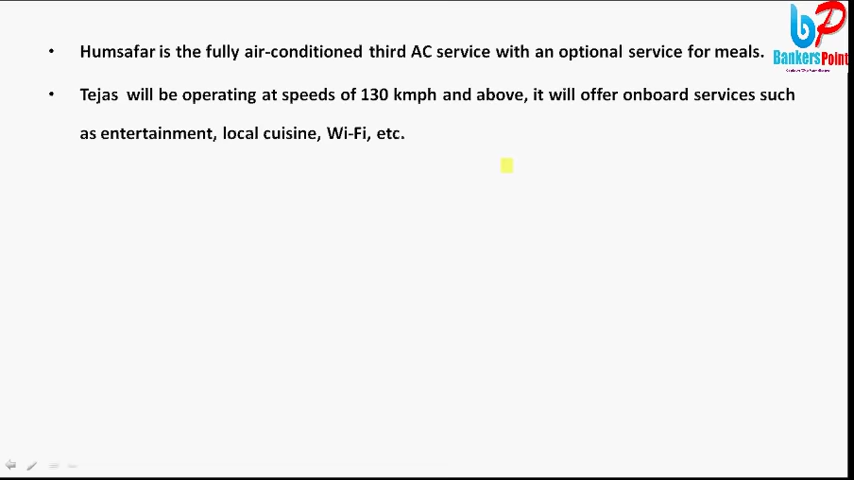 • Humsafar is the fully air-conditioned third AC service with an optional service for meals.
• Tejas will be operating at speeds of 130 kmph and above, it will offer onboard services such
as entertainment, local cuisine, Wi-Fi, etc.
bP
BankersPoint